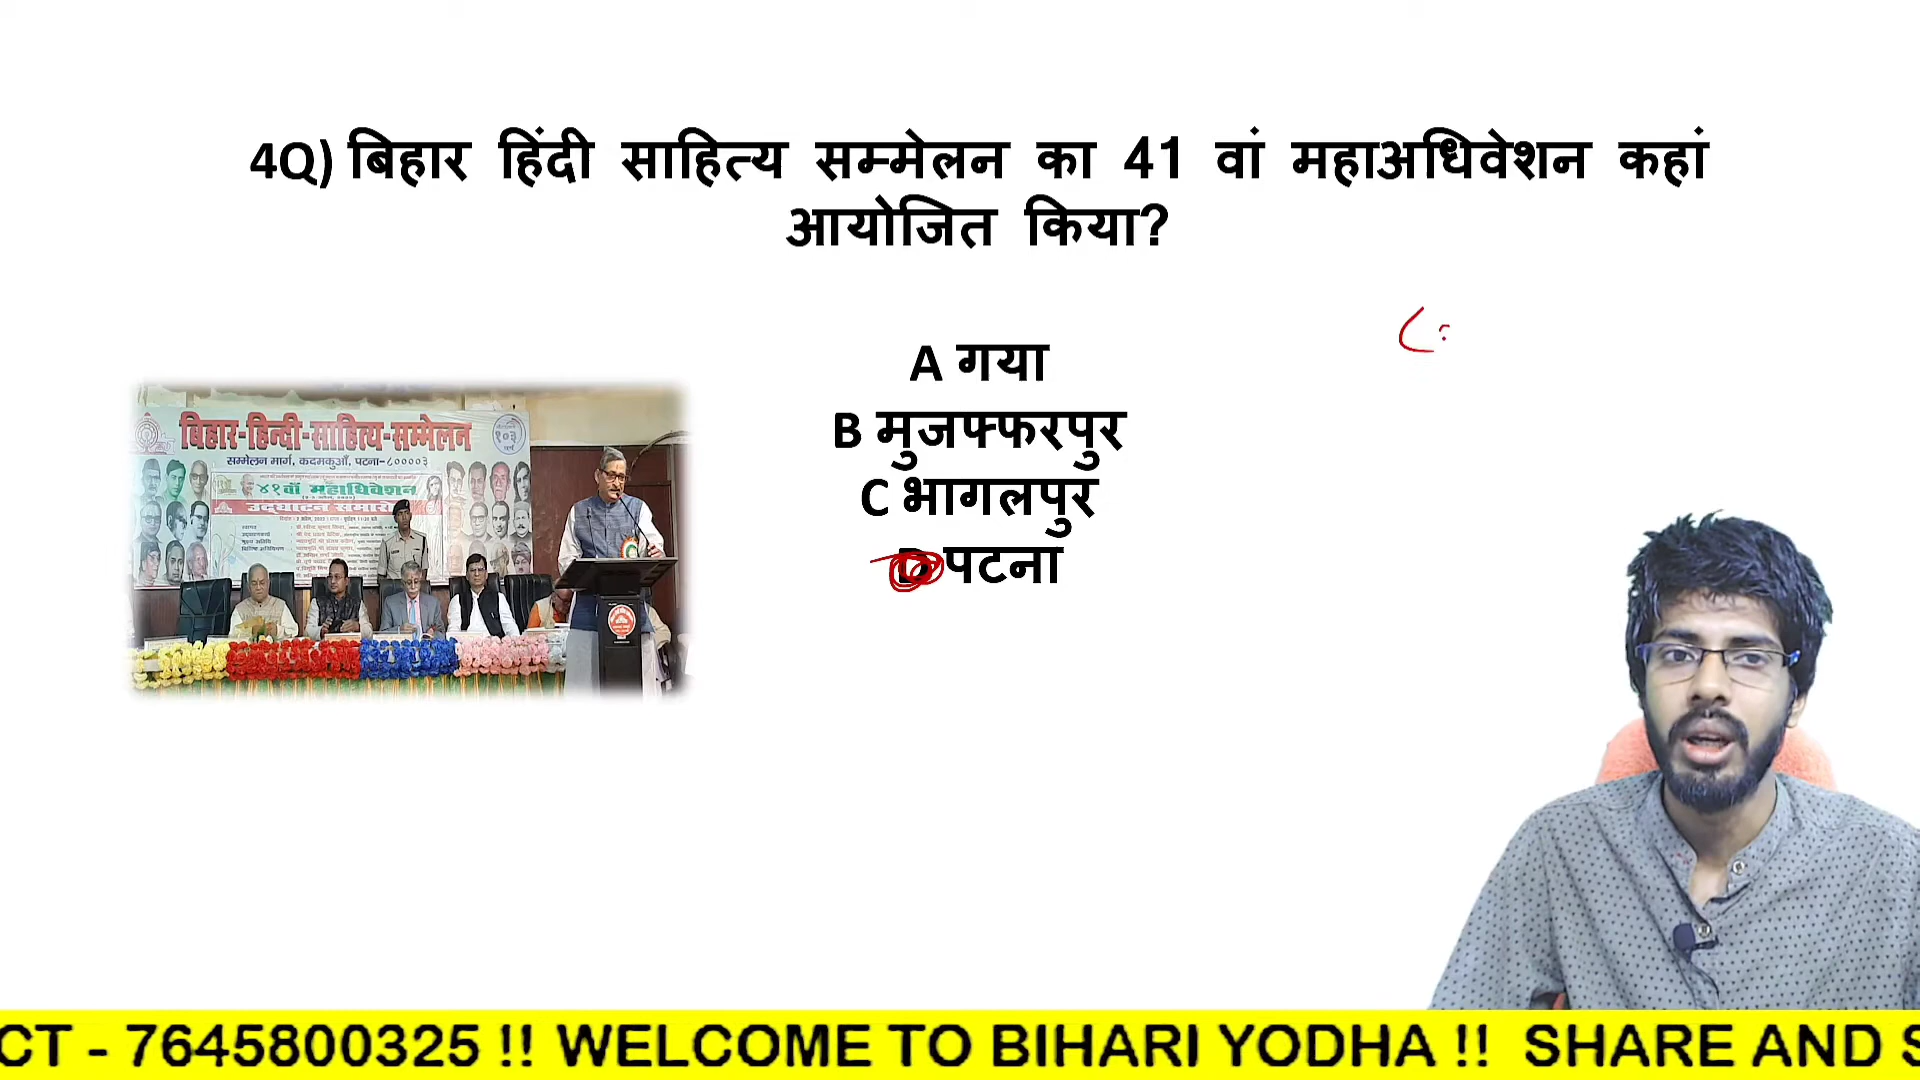 4Q) बिहार हिंदी साहित्य सम्मेलन का 41 वां महाअधिवेशन कहां
आयोजित किया?
A गया
B मुजफ्फरपुर
C भागलपुर
D पटना
बिहार-हिन्दी-साहित्य-सम्मेलन
सम्मेलन मार्ग, कदमकुआँ, पटना-८००००३
१०३
४१वाँ महाधिवेशन
उद्घाटन समारो
CT - 7645800325 !! WELCOME TO BIHARI YODHA !! SHARE AND S